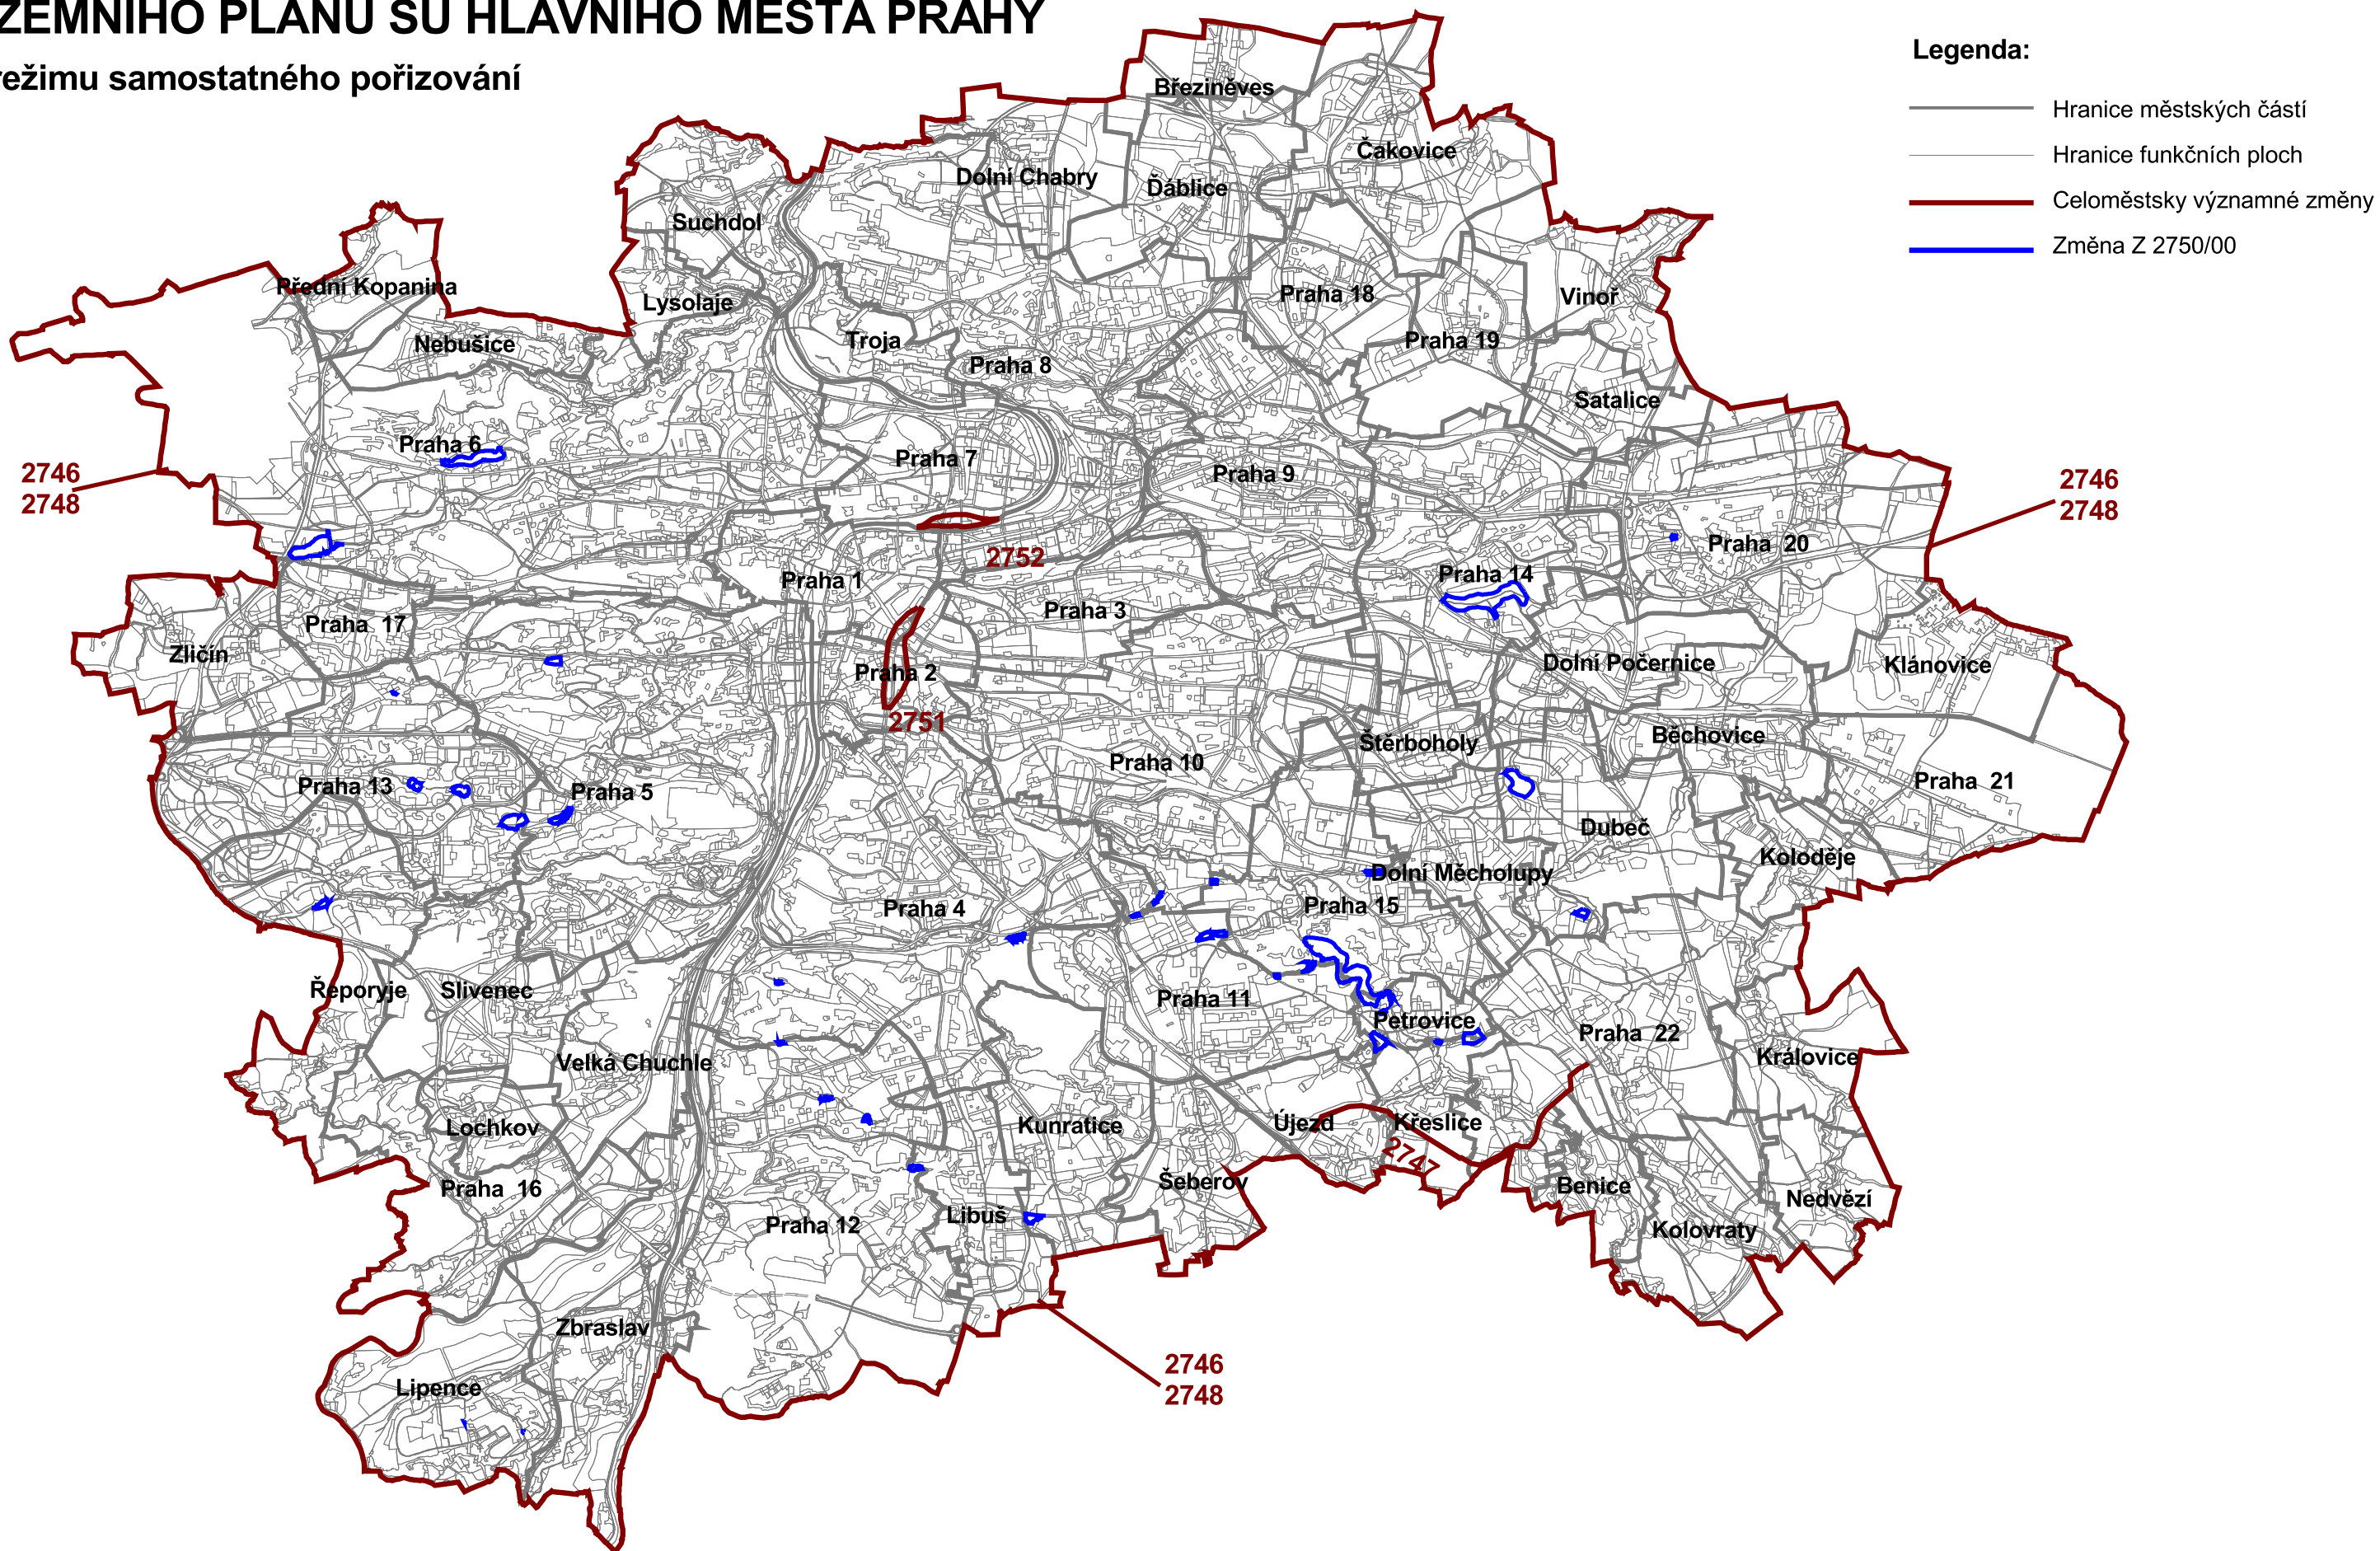 ZEMNÍHO PLÁNU SÚ HLAVNÍHO MĚSTA PRAHY
režimu samostatného pořizování
Legenda:
Hranice městských částí
Hranice funkčních ploch
Celoměstsky významné změny
Změna Z 2750/00
Březiněves
Čakovice
Dolní Chabry
Ďáblice
Suchdol
Přední Kopanina
Lysolaje
Praha 18
Vinoř
Nebušice
Troja
Praha 19
Praha 8
Satalice
Praha 6
Praha 7
Praha 9
2746
2748
2746
2748
Praha 20
2752
Praha 1
Praha 14
Praha 3
Praha 17
Zličín
Dolní Počernice
Klánovice
Praha 2
2751
Štěrboholy
Běchovice
Praha 10
Praha 21
Praha 13
Praha 5
Dubeč
Koloděje
Dolní Měcholupy
Praha 4
Praha 15
Řeporyje
Slivenec
Praha 11
Petrovice
Praha 22
Královice
Velká Chuchle
Lochkov
Kunratice
Újezd
Křeslice
2747
Šeberov
Praha 16
Benice
Nedvězí
Libuš
Praha 12
Kolovraty
Zbraslav
2746
2748
Lipence